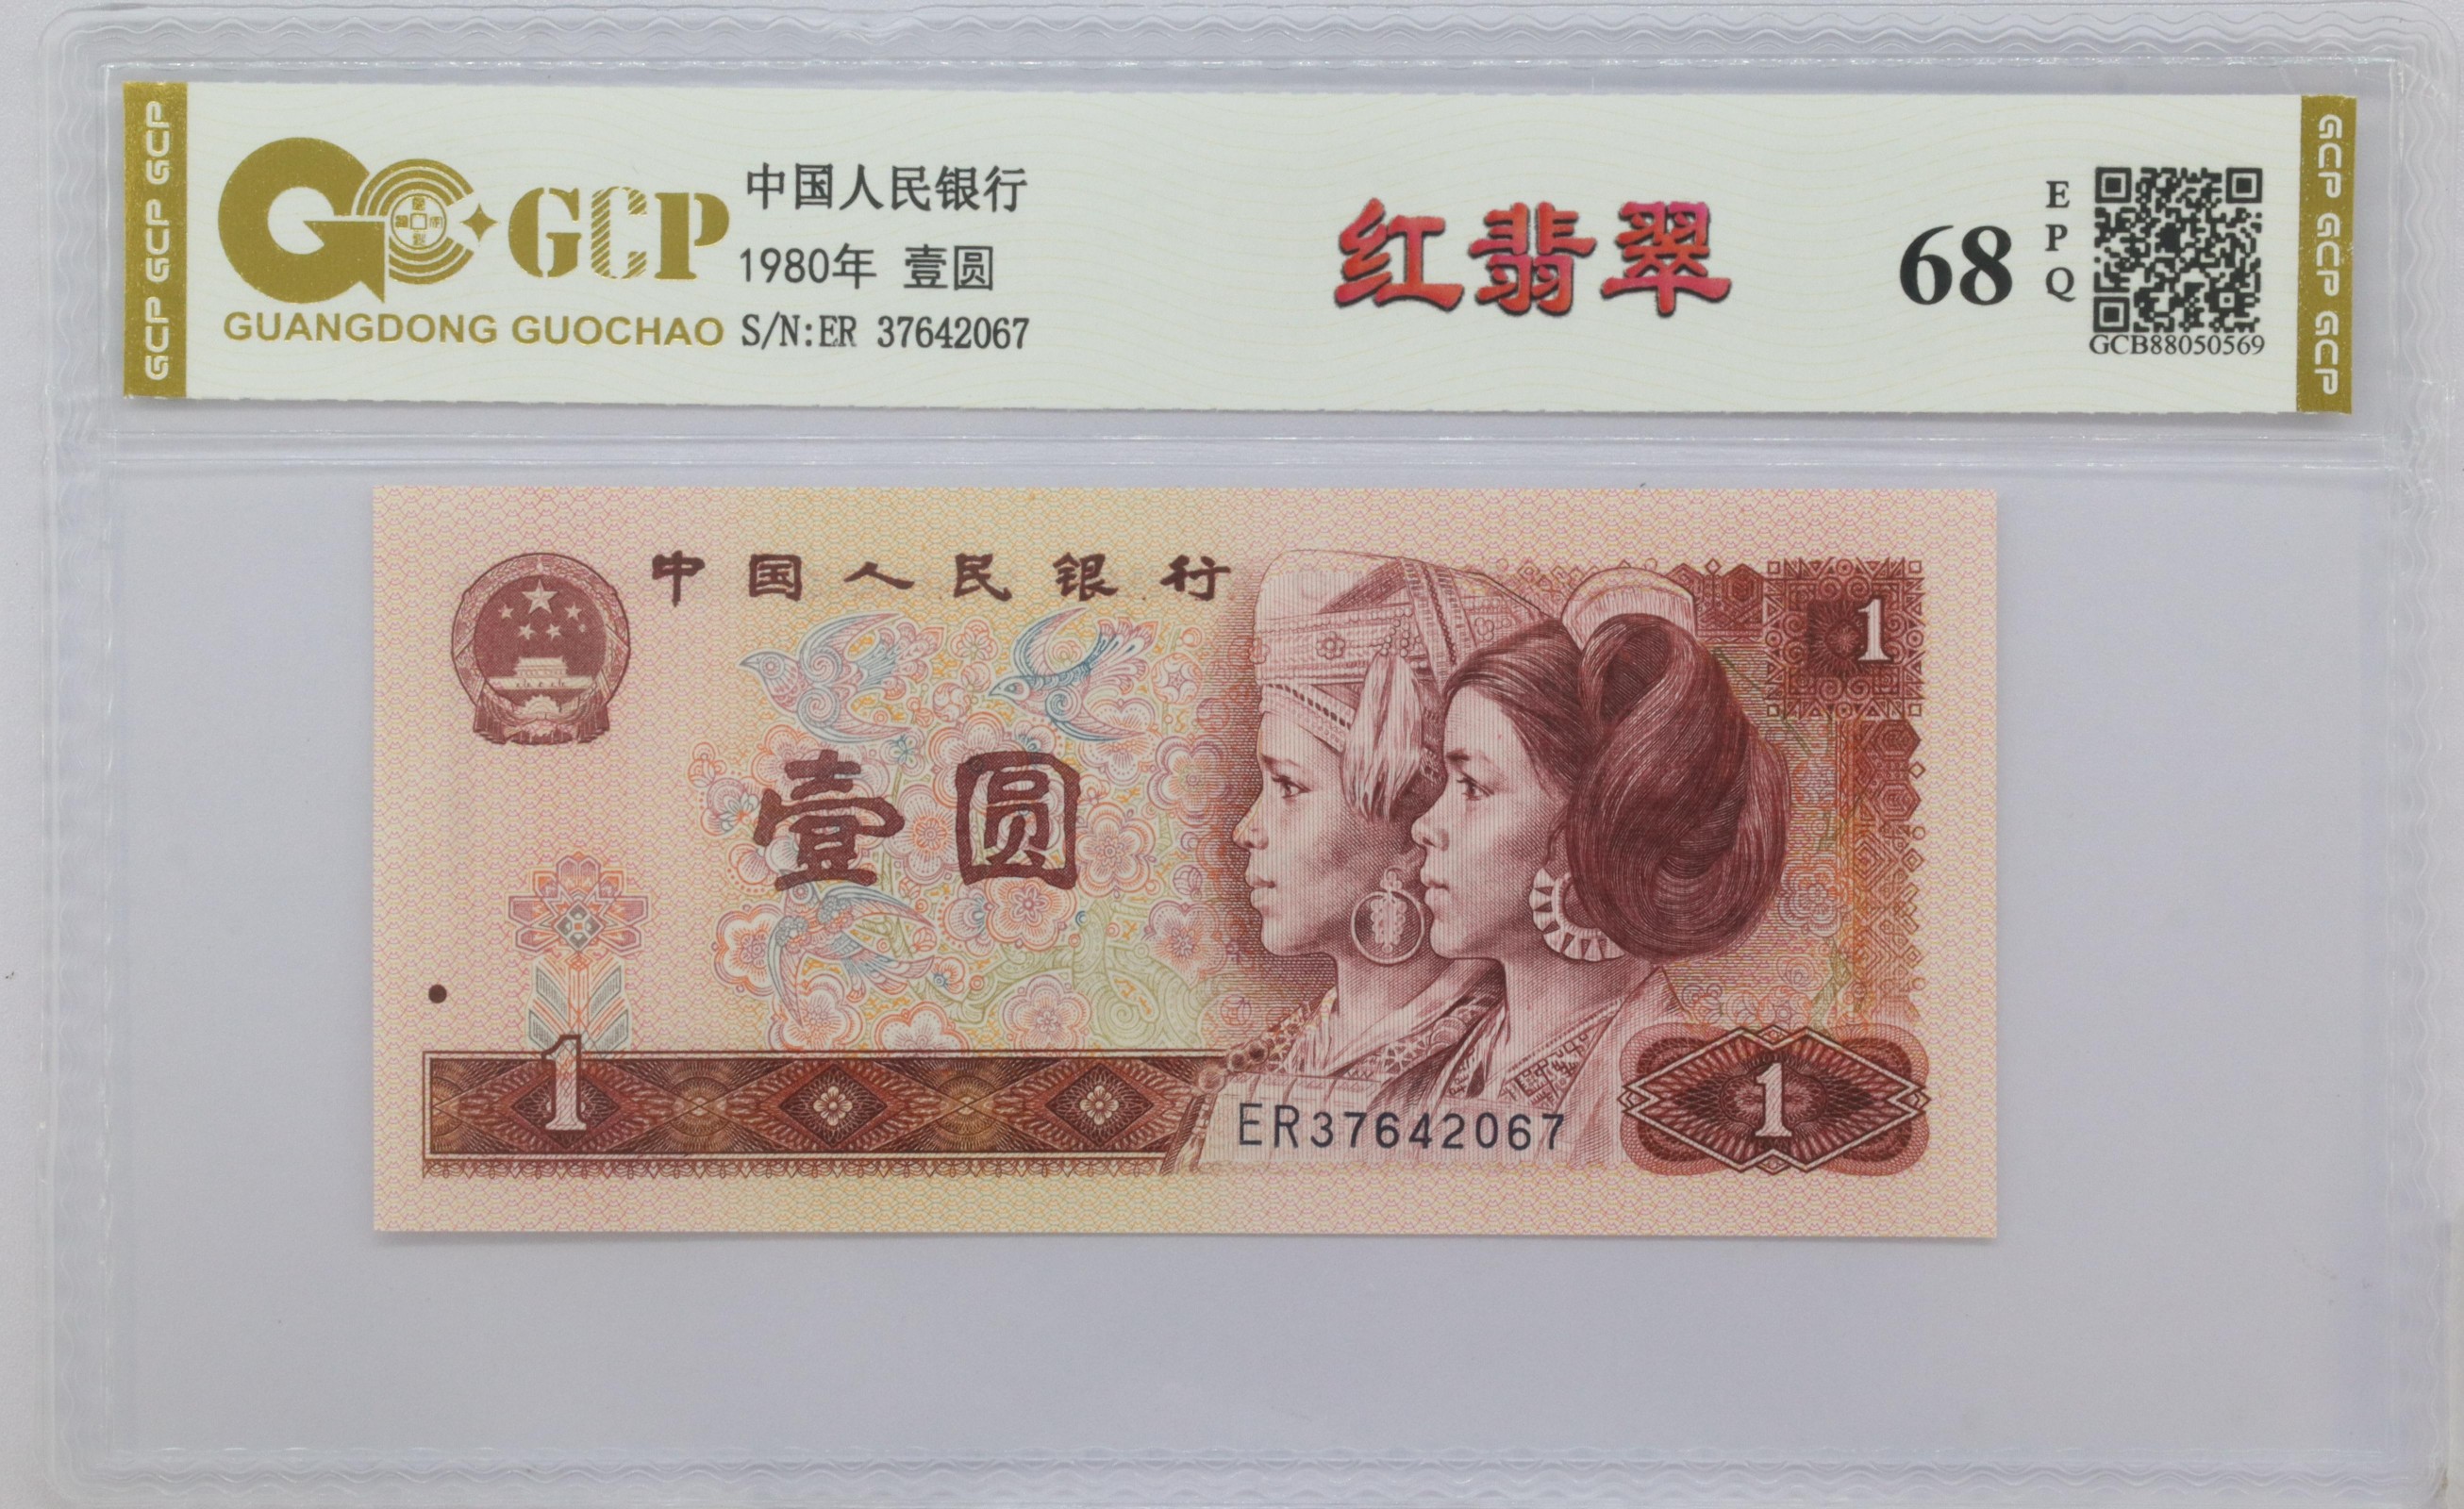 GCP GCP GCP
GCP
GUANGDONG GUOCHAO
中国人民银行
1980年 壹圆
S/N:ER 37642067
红翡翠
68
EPQ
GCB88050569
GCP GCP GCP
中国人民银行
1
壹圆
1
ER37642067
1